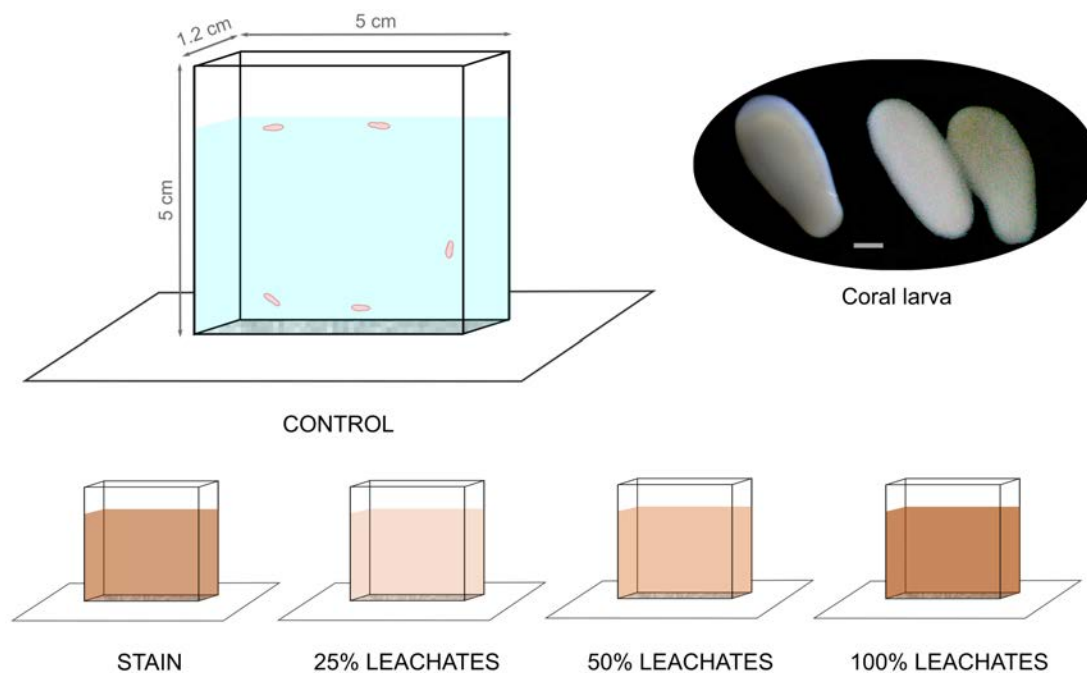 1.2 cm
5 cm
5 cm
CONTROL
Coral larva
STAIN
25% LEACHATES
50% LEACHATES
100% LEACHATES